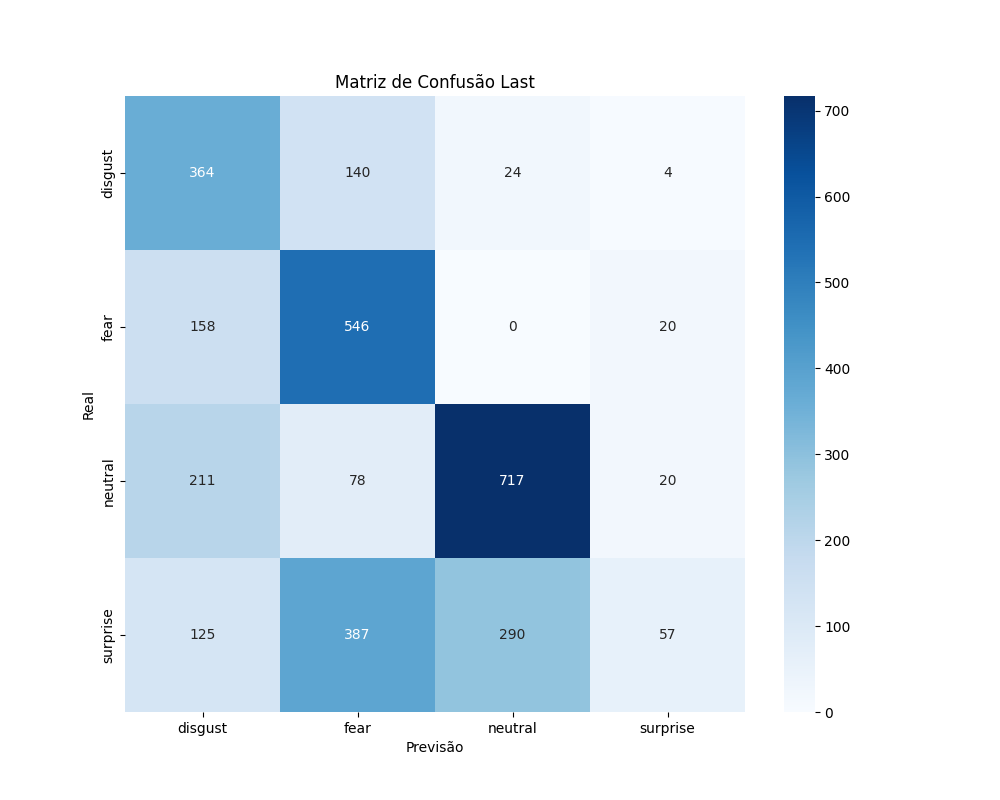 Matriz de Confusão Last
disgust 364 140 24 4
fear 158 546 0 20
neutral 211 78 717 20
surprise 125 387 290 57
disgust fear neutral surprise
Previsão
Real
700
600
500
400
300
200
100
0